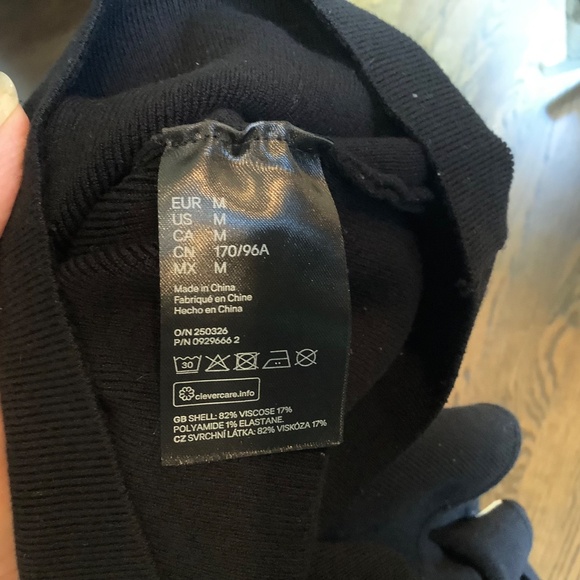 EUR M
US M
CA M
CN 170/96A
MX M
Made in China
Fabriqué en Chine
Hecho en China
O/N 250326
P/N 0929666 2
30
clevercare.info
GB SHELL: 82% VISCOSE 17%
POLYAMIDE 1% ELASTANE
CZ SVRCHNÍ LÁTKA: 82% VISKÓZA 17%